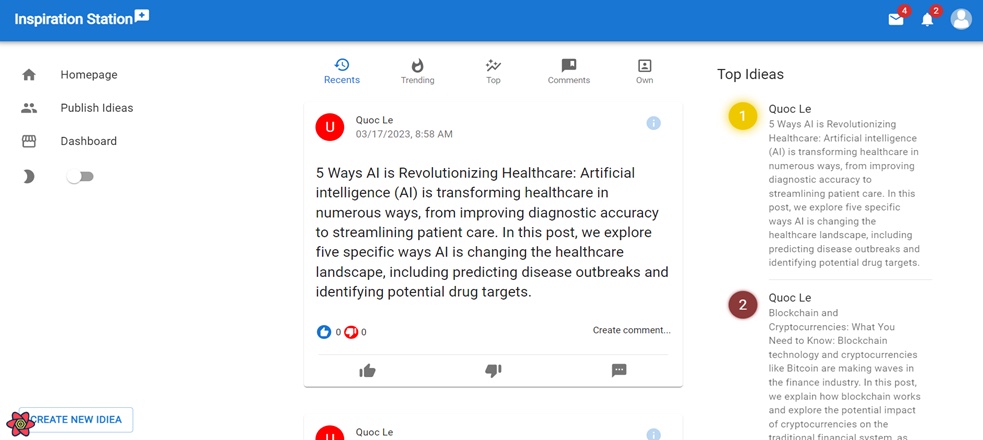 Inspiration Station
4
2
Homepage
Publish Idieas
Dashboard
CREATE NEW IDIEA
Recents
Trending
Top
Comments
Own
U
Quoc Le
03/17/2023, 8:58 AM
5 Ways AI is Revolutionizing Healthcare: Artificial
intelligence (AI) is transforming healthcare in
numerous ways, from improving diagnostic accuracy
to streamlining patient care. In this post, we explore
five specific ways AI is changing the healthcare
landscape, including predicting disease outbreaks and
identifying potential drug targets.
0
0
Create comment...
U
Quoc Le
Top Idieas
1
Quoc Le
5 Ways AI is Revolutionizing
Healthcare: Artificial intelligence
(AI) is transforming healthcare in
numerous ways, from improving
diagnostic accuracy to
streamlining patient care. In this
post, we explore five specific
ways AI is changing the
healthcare landscape, including
predicting disease outbreaks and
identifying potential drug targets.
2
Quoc Le
Blockchain and
Cryptocurrencies: What You
Need to Know: Blockchain
technology and cryptocurrencies
like Bitcoin are making waves in
the finance industry. In this post,
we explain how blockchain works
and explore the potential impact
of cryptocurrencies on the
traditional financial system, as